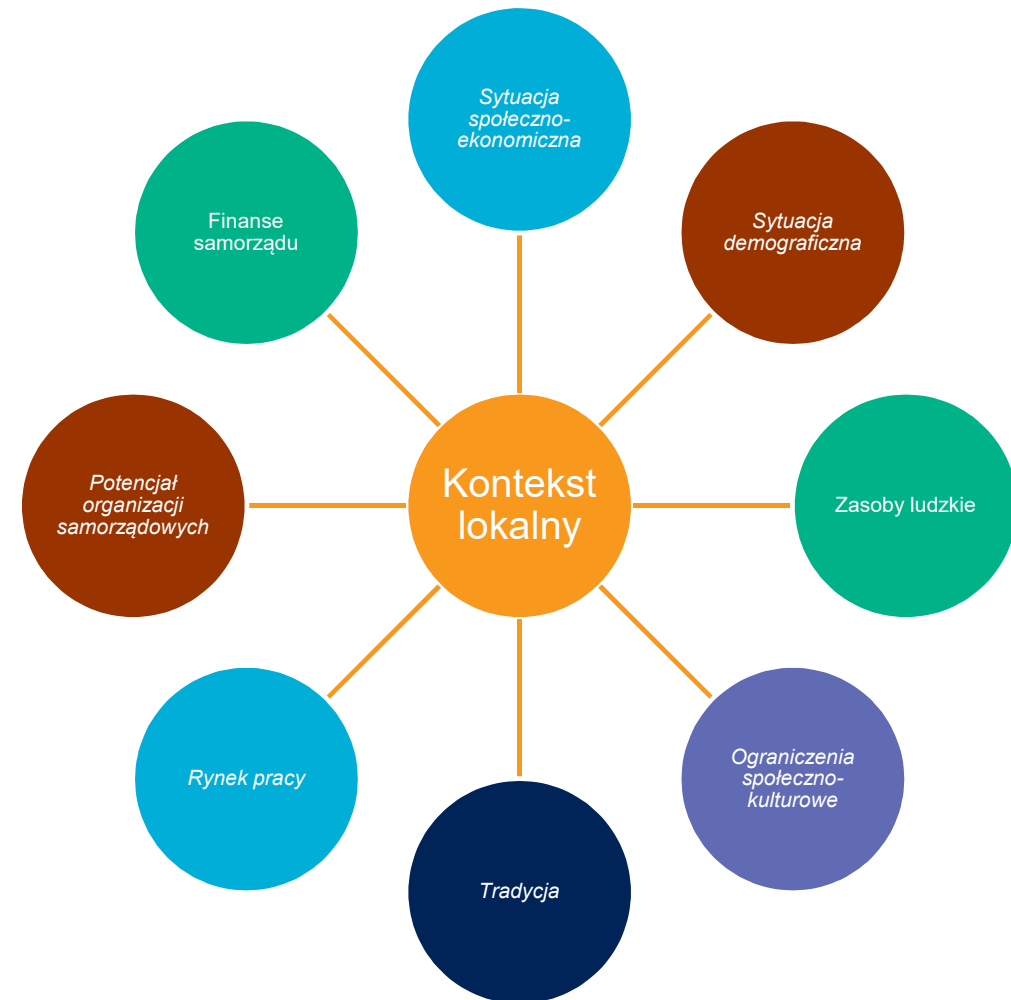 Sytuacja
społeczno-
ekonomiczna
Sytuacja
demograficzna
Zasoby ludzkie
Ograniczenia
społeczno-
kulturowe
Tradycja
Rynek pracy
Potencjał
organizacji
samorządowych
Finanse
samorządu
Kontekst
lokalny